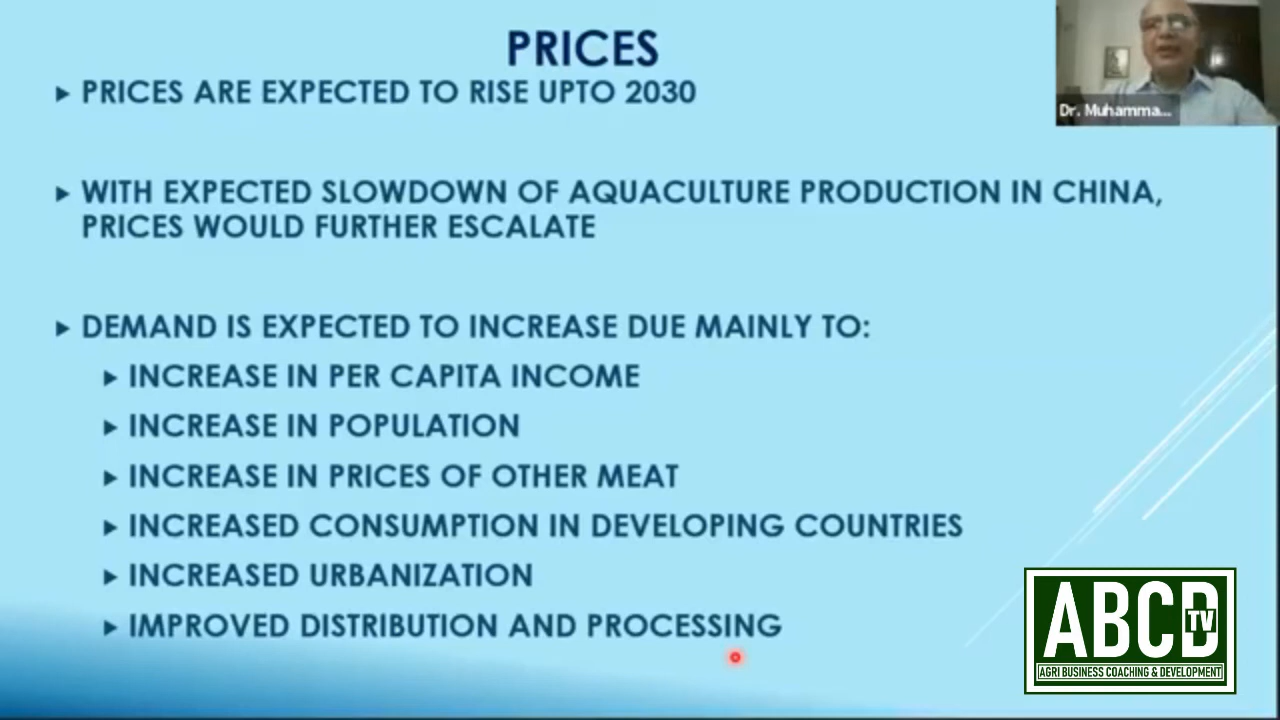 PRICES
PRICES ARE EXPECTED TO RISE UPTO 2030
WITH EXPECTED SLOWDOWN OF AQUACULTURE PRODUCTION IN CHINA,
PRICES WOULD FURTHER ESCALATE
DEMAND IS EXPECTED TO INCREASE DUE MAINLY TO:
INCREASE IN PER CAPITA INCOME
INCREASE IN POPULATION
INCREASE IN PRICES OF OTHER MEAT
INCREASED CONSUMPTION IN DEVELOPING COUNTRIES
INCREASED URBANIZATION
IMPROVED DISTRIBUTION AND PROCESSING
Dr. Muhamma...
ABCD TV
AGRI BUSINESS COACHING & DEVELOPMENT